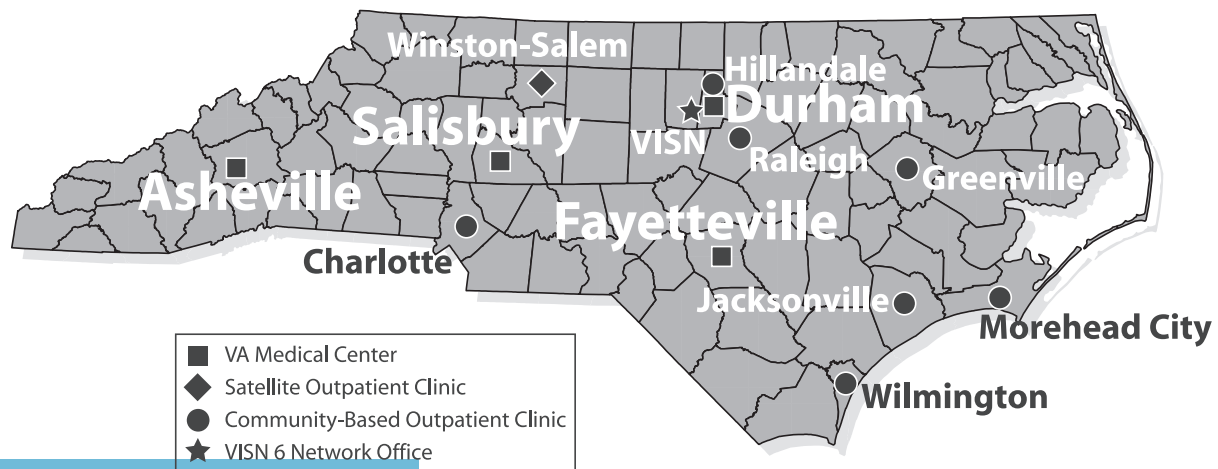 Winston-Salem
Hillandale
Durham
Salisbury
VISN
Raleigh
Asheville
Greenville
Fayetteville
Charlotte
Jacksonville
Morehead City
Wilmington
VA Medical Center
Satellite Outpatient Clinic
Community-Based Outpatient Clinic
VISN 6 Network Office